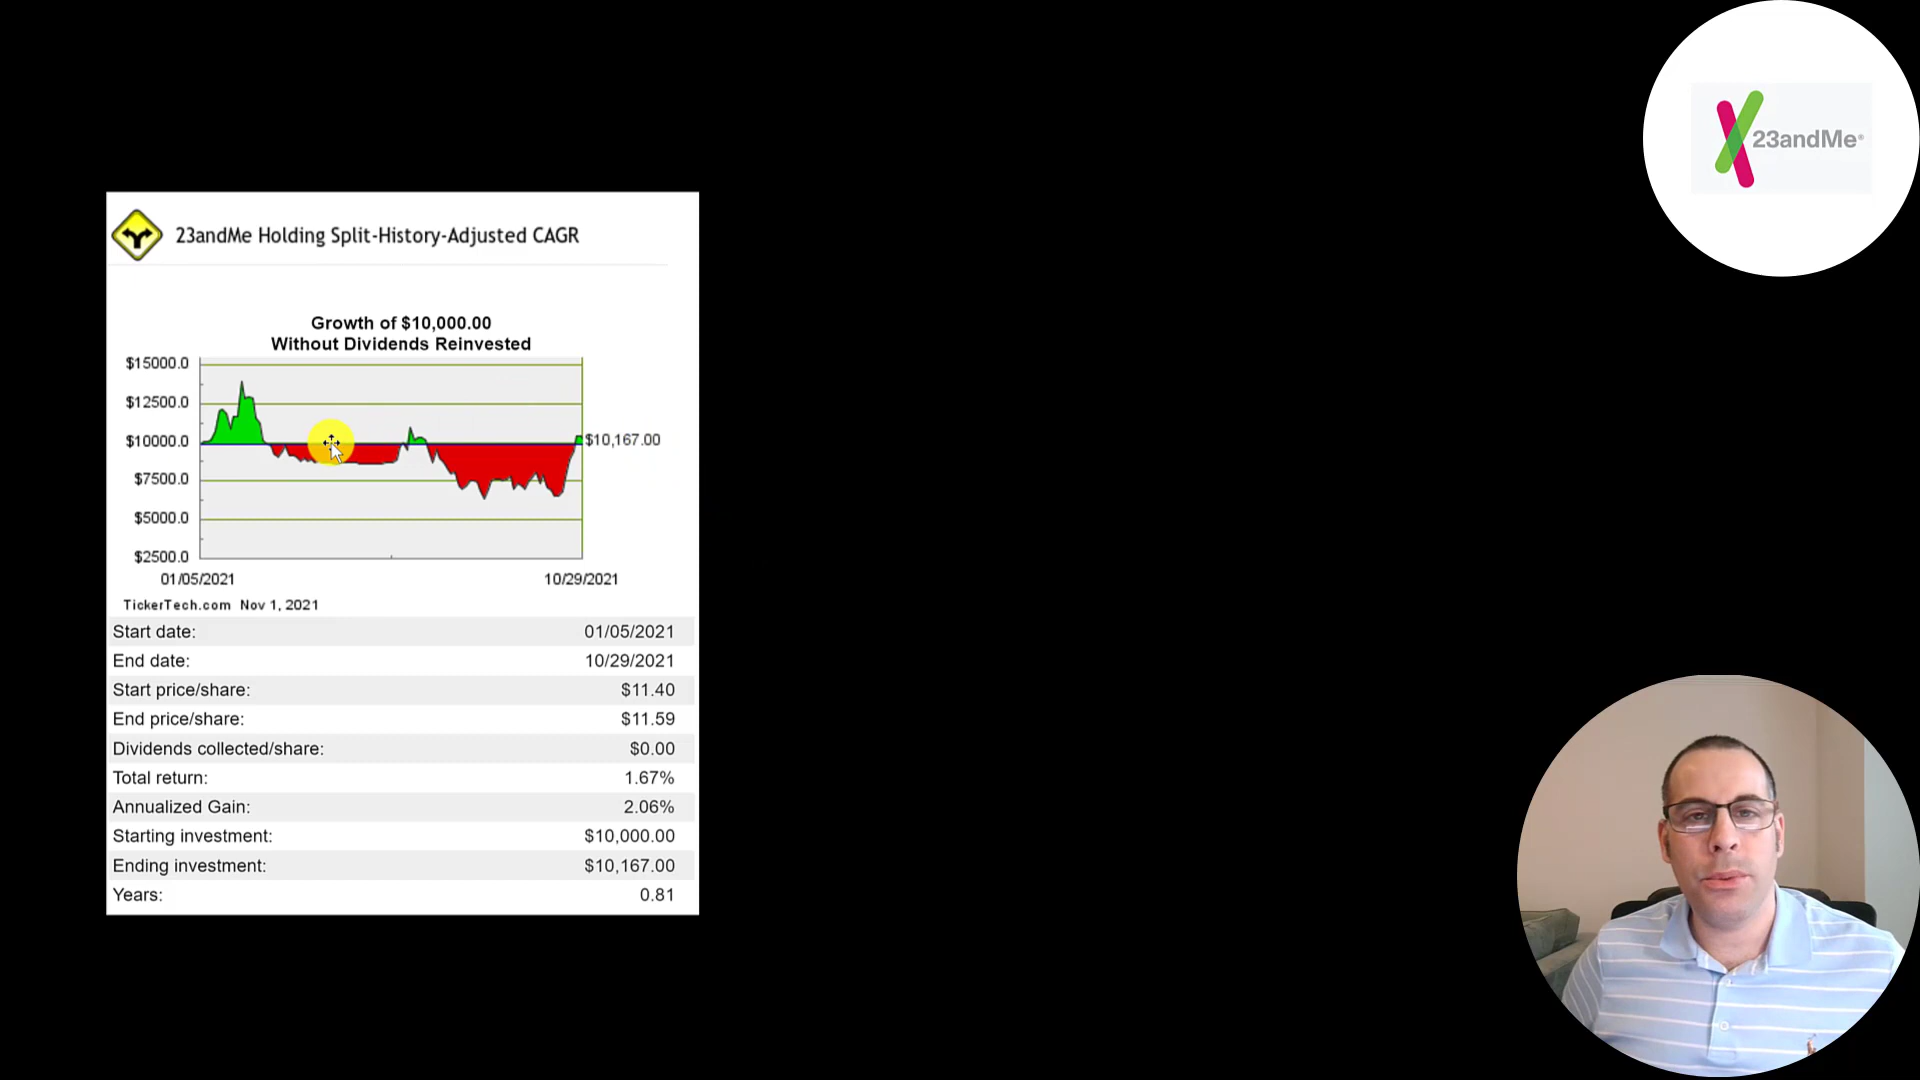 23andMe®
23andMe Holding Split-History-Adjusted CAGR
Growth of $10,000.00
Without Dividends Reinvested
$15000.0
$12500.0
$10000.0
$10,167.00
$7500.0
$5000.0
$2500.0
01/05/2021 10/29/2021
TickerTech.com Nov 1, 2021
Start date: 01/05/2021
End date: 10/29/2021
Start price/share: $11.40
End price/share: $11.59
Dividends collected/share: $0.00
Total return: 1.67%
Annualized Gain: 2.06%
Starting investment: $10,000.00
Ending investment: $10,167.00
Years: 0.81